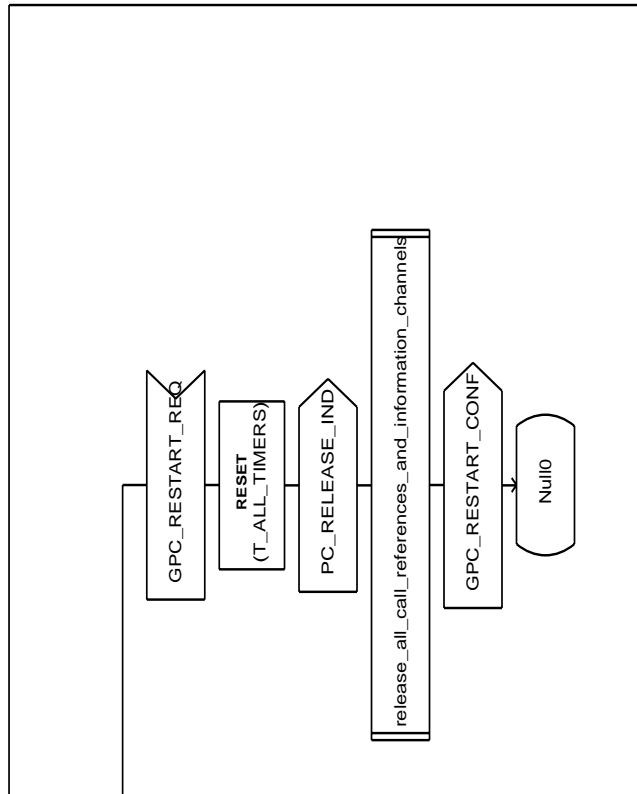 GPC_RESTART_REQ
RESET
(T_ALL_TIMERS)
PC_RELEASE_IND
release_all_call_references_and_information_channels
GPC_RESTART_CONF
Null0